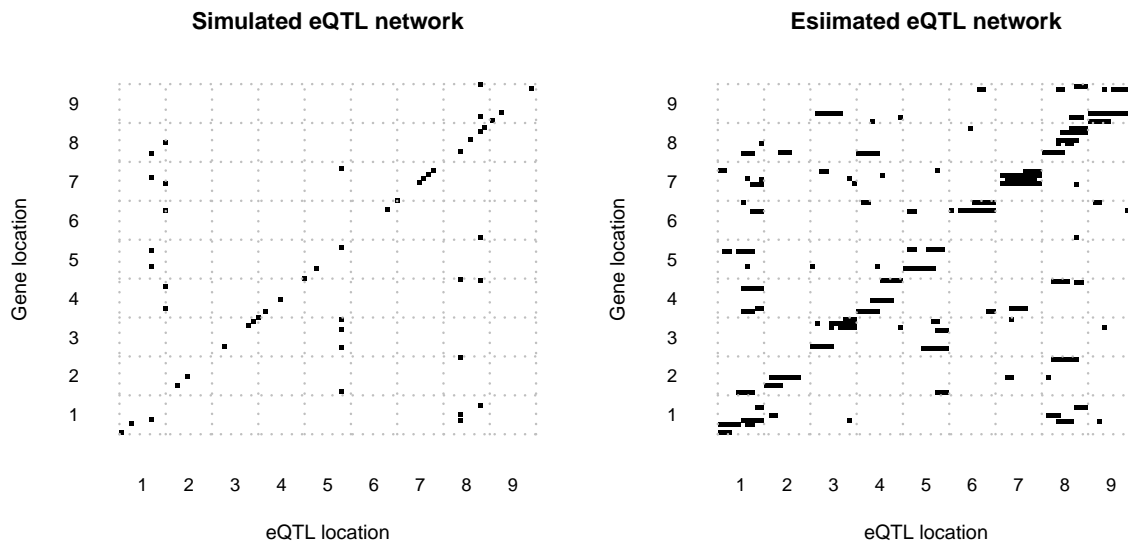 Simulated eQTL network
Gene location
9
8
7
6
5
4
3
2
1
1 2 3 4 5 6 7 8 9
eQTL location
Esiimated eQTL network
Gene location
9
8
7
6
5
4
3
2
1
1 2 3 4 5 6 7 8 9
eQTL location